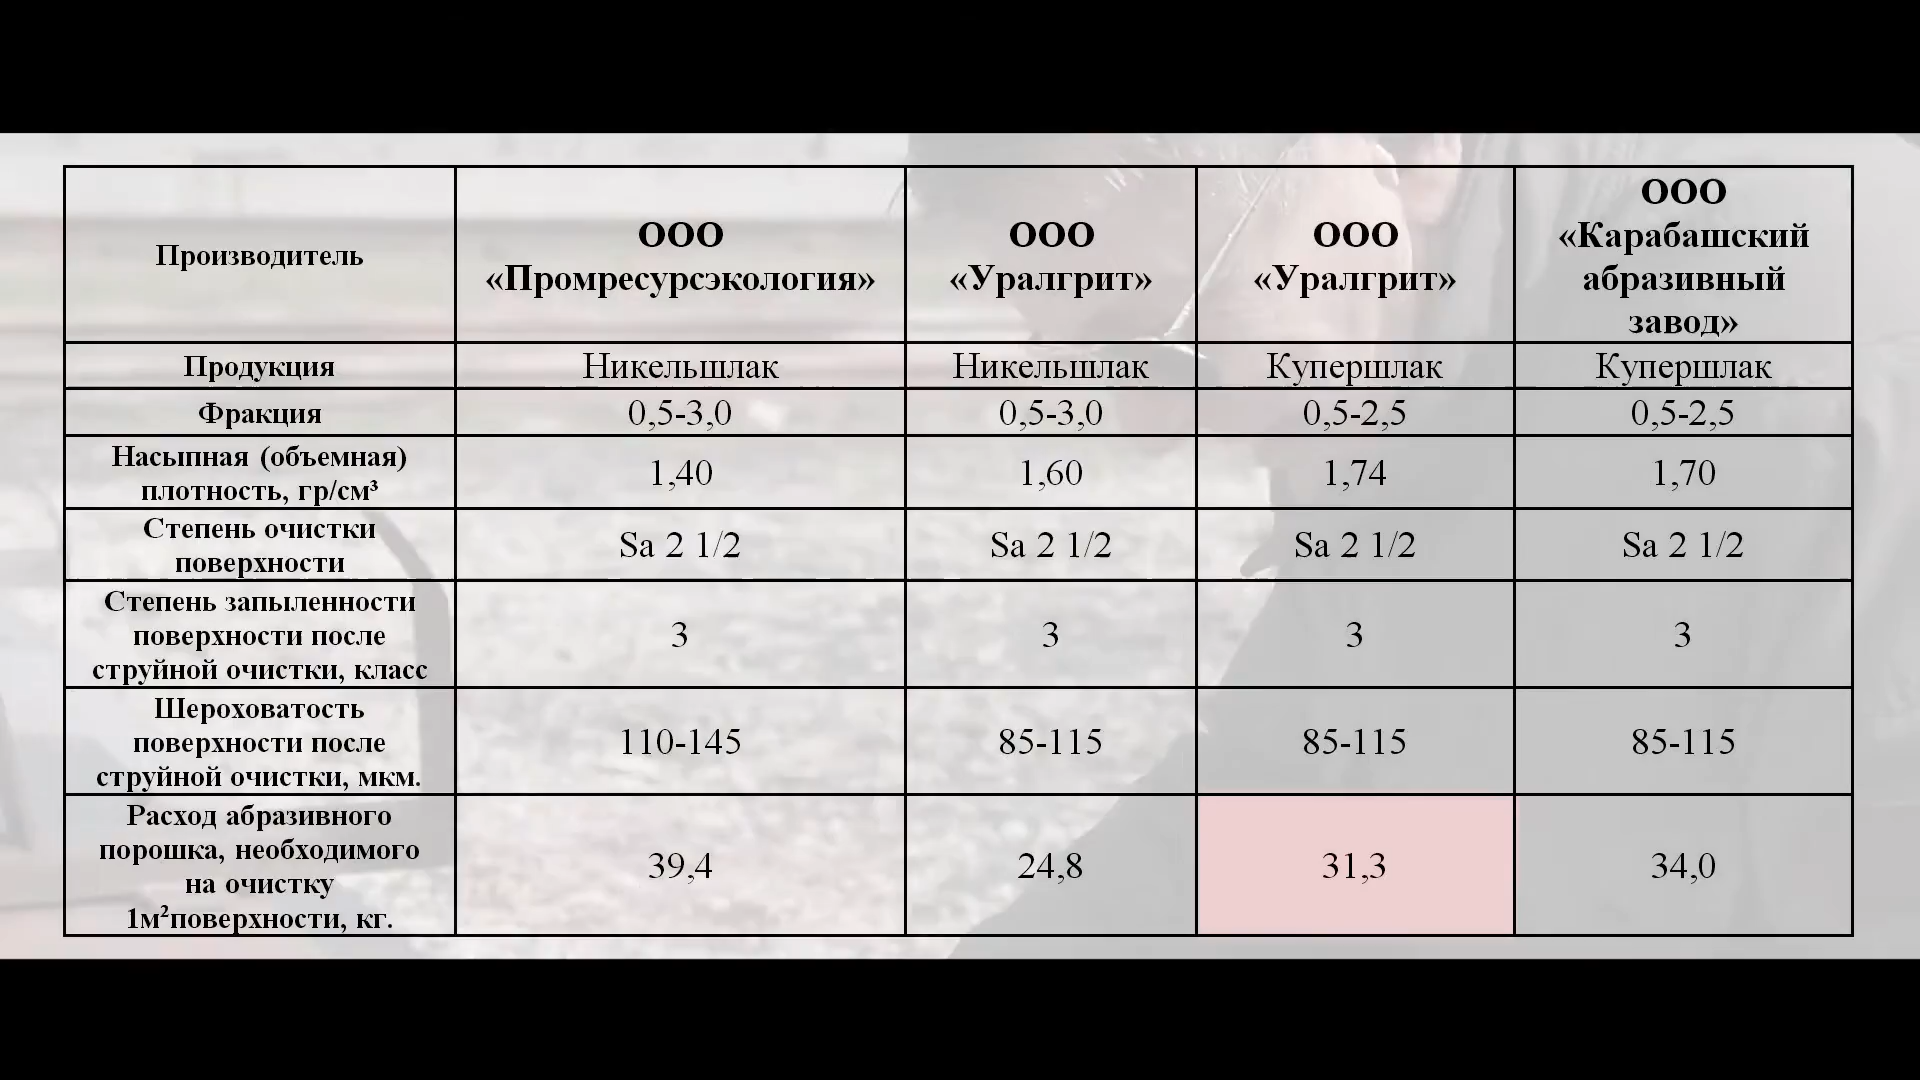 Производитель
ООО
«Промресурсэкология»
ООО
«Уралгрит»
ООО
«Уралгрит»
ООО
«Карабашский
абразивный
завод»
Продукция
Никельшлак
Никельшлак
Купершлак
Купершлак
Фракция
0,5-3,0
0,5-3,0
0,5-2,5
0,5-2,5
Насыпная (объемная)
плотность, гр/см³
1,40
1,60
1,74
1,70
Степень очистки
поверхности
Sa 2 1/2
Sa 2 1/2
Sa 2 1/2
Sa 2 1/2
Степень запыленности
поверхности после
струйной очистки, класс
3
3
3
3
Шероховатость
поверхности после
струйной очистки, мкм.
110-145
85-115
85-115
85-115
Расход абразивного
порошка, необходимого
на очистку
1м²поверхности, кг.
39,4
24,8
31,3
34,0